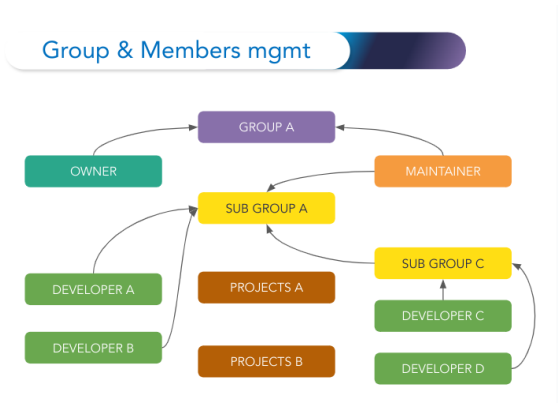 Group & Members mgmt
GROUP A
OWNER
MAINTAINER
SUB GROUP A
SUB GROUP C
DEVELOPER A
PROJECTS A
DEVELOPER C
DEVELOPER B
PROJECTS B
DEVELOPER D